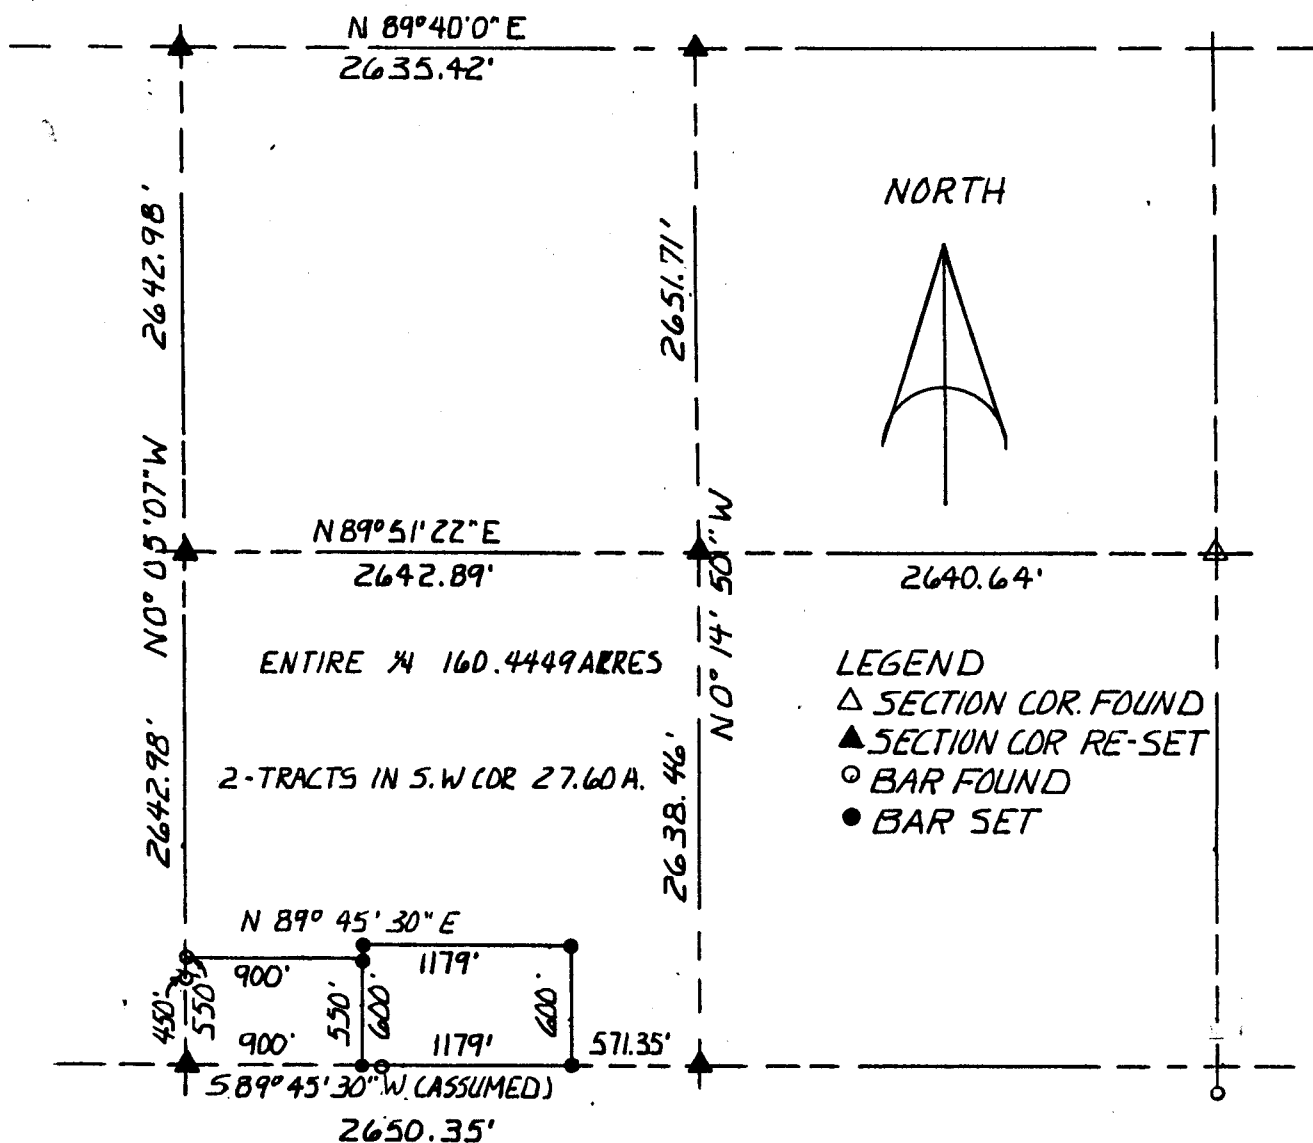 N 89°40'0" E
2635.42'
NORTH
2642.98'
2651.71'
N0° 05'07" W
N 89° 51' 22" E
2642.89'
N0° 14' 50" W
2640.64'
ENTIRE ¼ 160.4449 ACRES
LEGEND
SECTION COR. FOUND
SECTION COR RE-SET
BAR FOUND
BAR SET
2-TRACTS IN S.W COR 27.60 A.
2642.98'
2638.46'
N 89° 45' 30" E
900'
1179'
450'
550'
550'
600'
600'
900'
1179'
571.35'
S 89° 45' 30" W (ASSUMED)
2650.35'